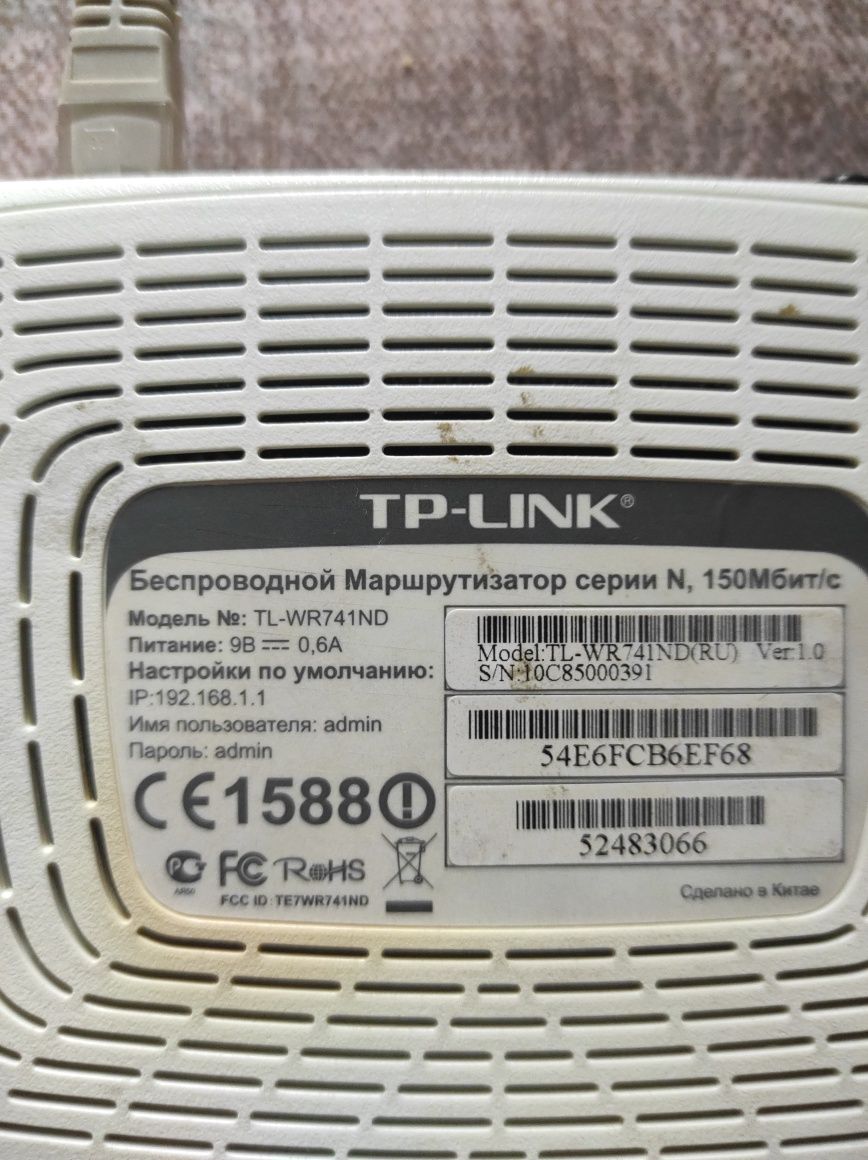 TP-LINK®
Беспроводной Маршрутизатор серии N, 150Мбит/с
Модель №: TL-WR741ND
Питание: 9В ⎓ 0,6А
Настройки по умолчанию:
IP:192.168.1.1
Имя пользователя: admin
Пароль: admin
CE1588
FC RoHS
FCC ID: TE7WR741ND
Model:TL-WR741ND(RU) Ver:1.0
S/N:10C85000391
54E6FCB6EF68
52483066
Сделано в Китае